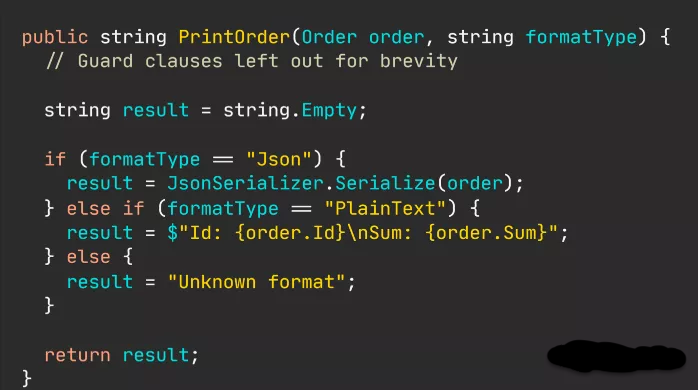 public string PrintOrder(Order order, string formatType) {
// Guard clauses left out for brevity
string result = string.Empty;
if (formatType == "Json") {
result = JsonSerializer.Serialize(order);
} else if (formatType == "PlainText") {
result = $"Id: {order.Id}\nSum: {order.Sum}";
} else {
result = "Unknown format";
}
return result;
}